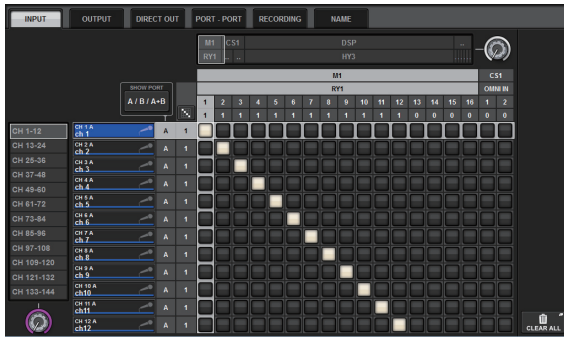 INPUT OUTPUT DIRECT OUT PORT - PORT RECORDING NAME
M1 CS1 DSP ..
RY1 .. .. HY3
M1 CS1
RY1 OMNI IN
SHOW PORT
A / B / A+B
1 2 3 4 5 6 7 8 9 10 11 12 13 14 15 16 1 2
1 1 1 1 1 1 1 1 1 1 1 1 0 0 0 0 0 0
CH 1-12
CH 13-24
CH 25-36
CH 37-48
CH 49-60
CH 61-72
CH 73-84
CH 85-96
CH 97-108
CH 109-120
CH 121-132
CH 133-144
CH 1 A
ch 1 A 1
CH 2 A
ch 2 A 1
CH 3 A
ch 3 A 1
CH 4 A
ch 4 A 1
CH 5 A
ch 5 A 1
CH 6 A
ch 6 A 1
CH 7 A
ch 7 A 1
CH 8 A
ch 8 A 1
CH 9 A
ch 9 A 1
CH 10 A
ch10 A 1
CH 11 A
ch11 A 1
CH 12 A
ch12 A 1
CLEAR ALL